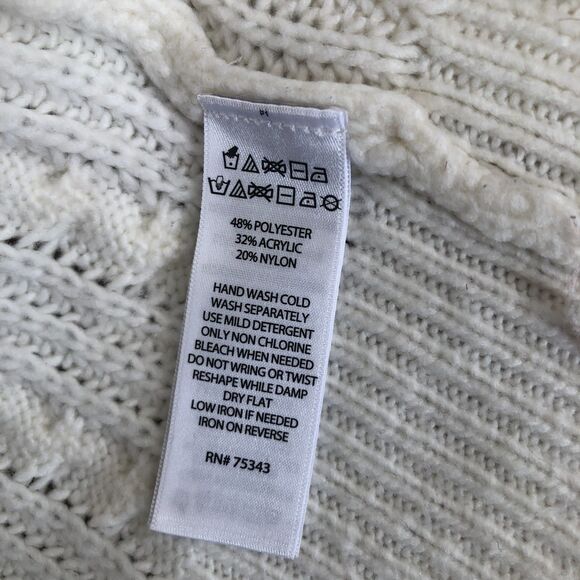 48% POLYESTER
32% ACRYLIC
20% NYLON
HAND WASH COLD
WASH SEPARATELY
USE MILD DETERGENT
ONLY NON CHLORINE
BLEACH WHEN NEEDED
DO NOT WRING OR TWIST
RESHAPE WHILE DAMP
DRY FLAT
LOW IRON IF NEEDED
IRON ON REVERSE
RN# 75343